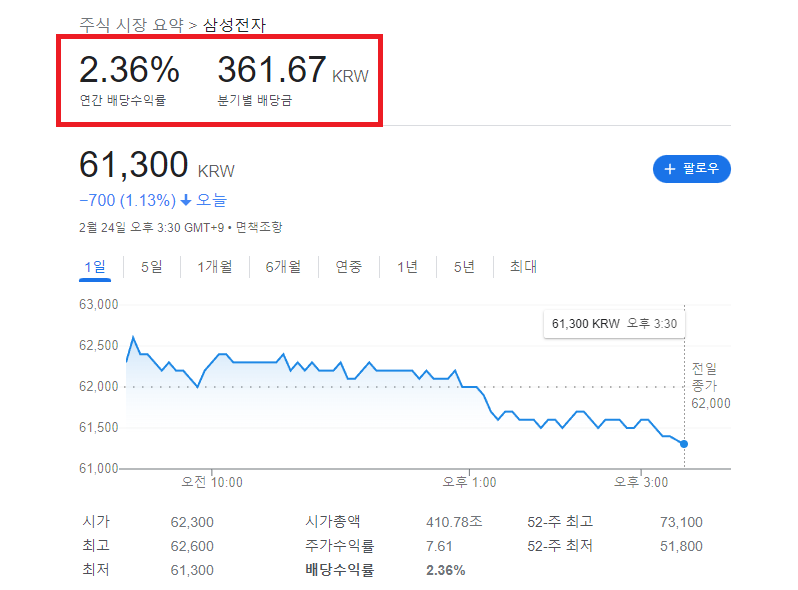 주식 시장 요약 > 삼성전자
2.36% 361.67 KRW
연간 배당수익률 분기별 배당금
61,300 KRW
+ 팔로우
−700 (1.13%) ↓ 오늘
2월 24일 오후 3:30 GMT+9 • 면책조항
1일 5일 1개월 6개월 연중 1년 5년 최대
63,000
61,300 KRW 오후 3:30
62,500
62,000
전일
종가
62,000
61,500
61,000
오전 10:00 오후 1:00 오후 3:00
시가 62,300 시가총액 410.78조 52-주 최고 73,100
최고 62,600 주가수익률 7.61 52-주 최저 51,800
최저 61,300 배당수익률 2.36%